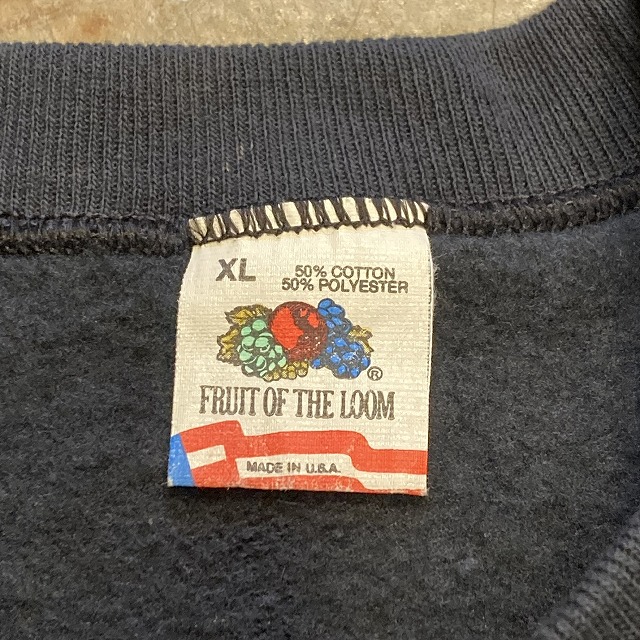 XL
50% COTTON
50% POLYESTER
®
FRUIT OF THE LOOM
MADE IN U.S.A.